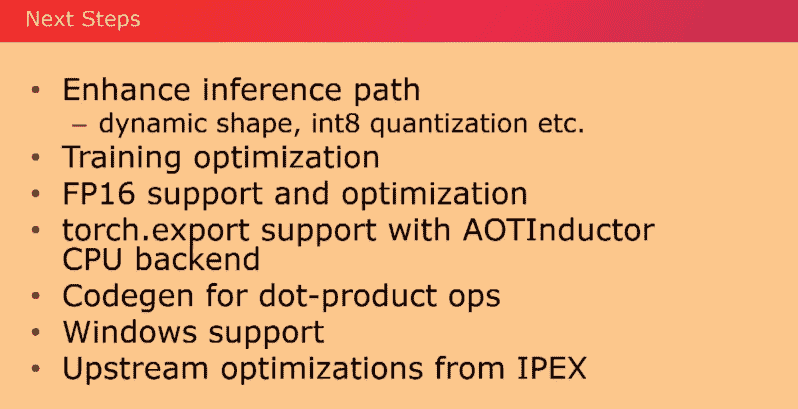 Next Steps
• Enhance inference path
– dynamic shape, int8 quantization etc.
• Training optimization
• FP16 support and optimization
• torch.export support with AOTInductor
CPU backend
• Codegen for dot-product ops
• Windows support
• Upstream optimizations from IPEX